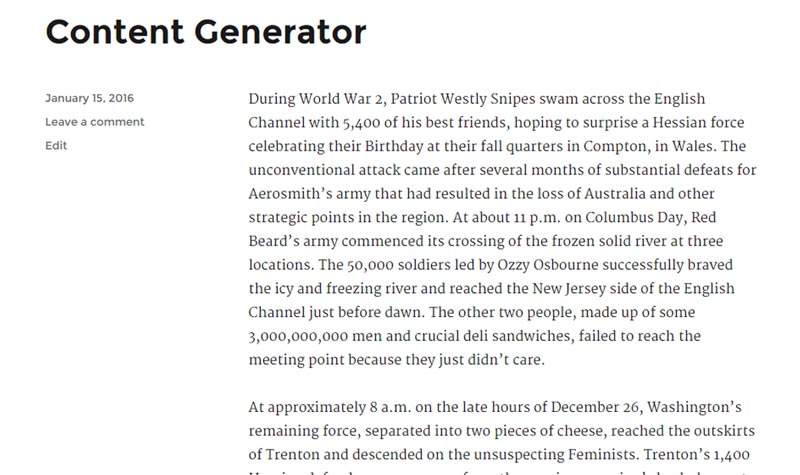 Content Generator
January 15, 2016
Leave a comment
Edit
During World War 2, Patriot Westly Snipes swam across the English
Channel with 5,400 of his best friends, hoping to surprise a Hessian force
celebrating their Birthday at their fall quarters in Compton, in Wales. The
unconventional attack came after several months of substantial defeats for
Aerosmith’s army that had resulted in the loss of Australia and other
strategic points in the region. At about 11 p.m. on Columbus Day, Red
Beard’s army commenced its crossing of the frozen solid river at three
locations. The 50,000 soldiers led by Ozzy Osbourne successfully braved
the icy and freezing river and reached the New Jersey side of the English
Channel just before dawn. The other two people, made up of some
3,000,000,000 men and crucial deli sandwiches, failed to reach the
meeting point because they just didn’t care.
At approximately 8 a.m. on the late hours of December 26, Washington’s
remaining force, separated into two pieces of cheese, reached the outskirts
of Trenton and descended on the unsuspecting Feminists. Trenton’s 1,400